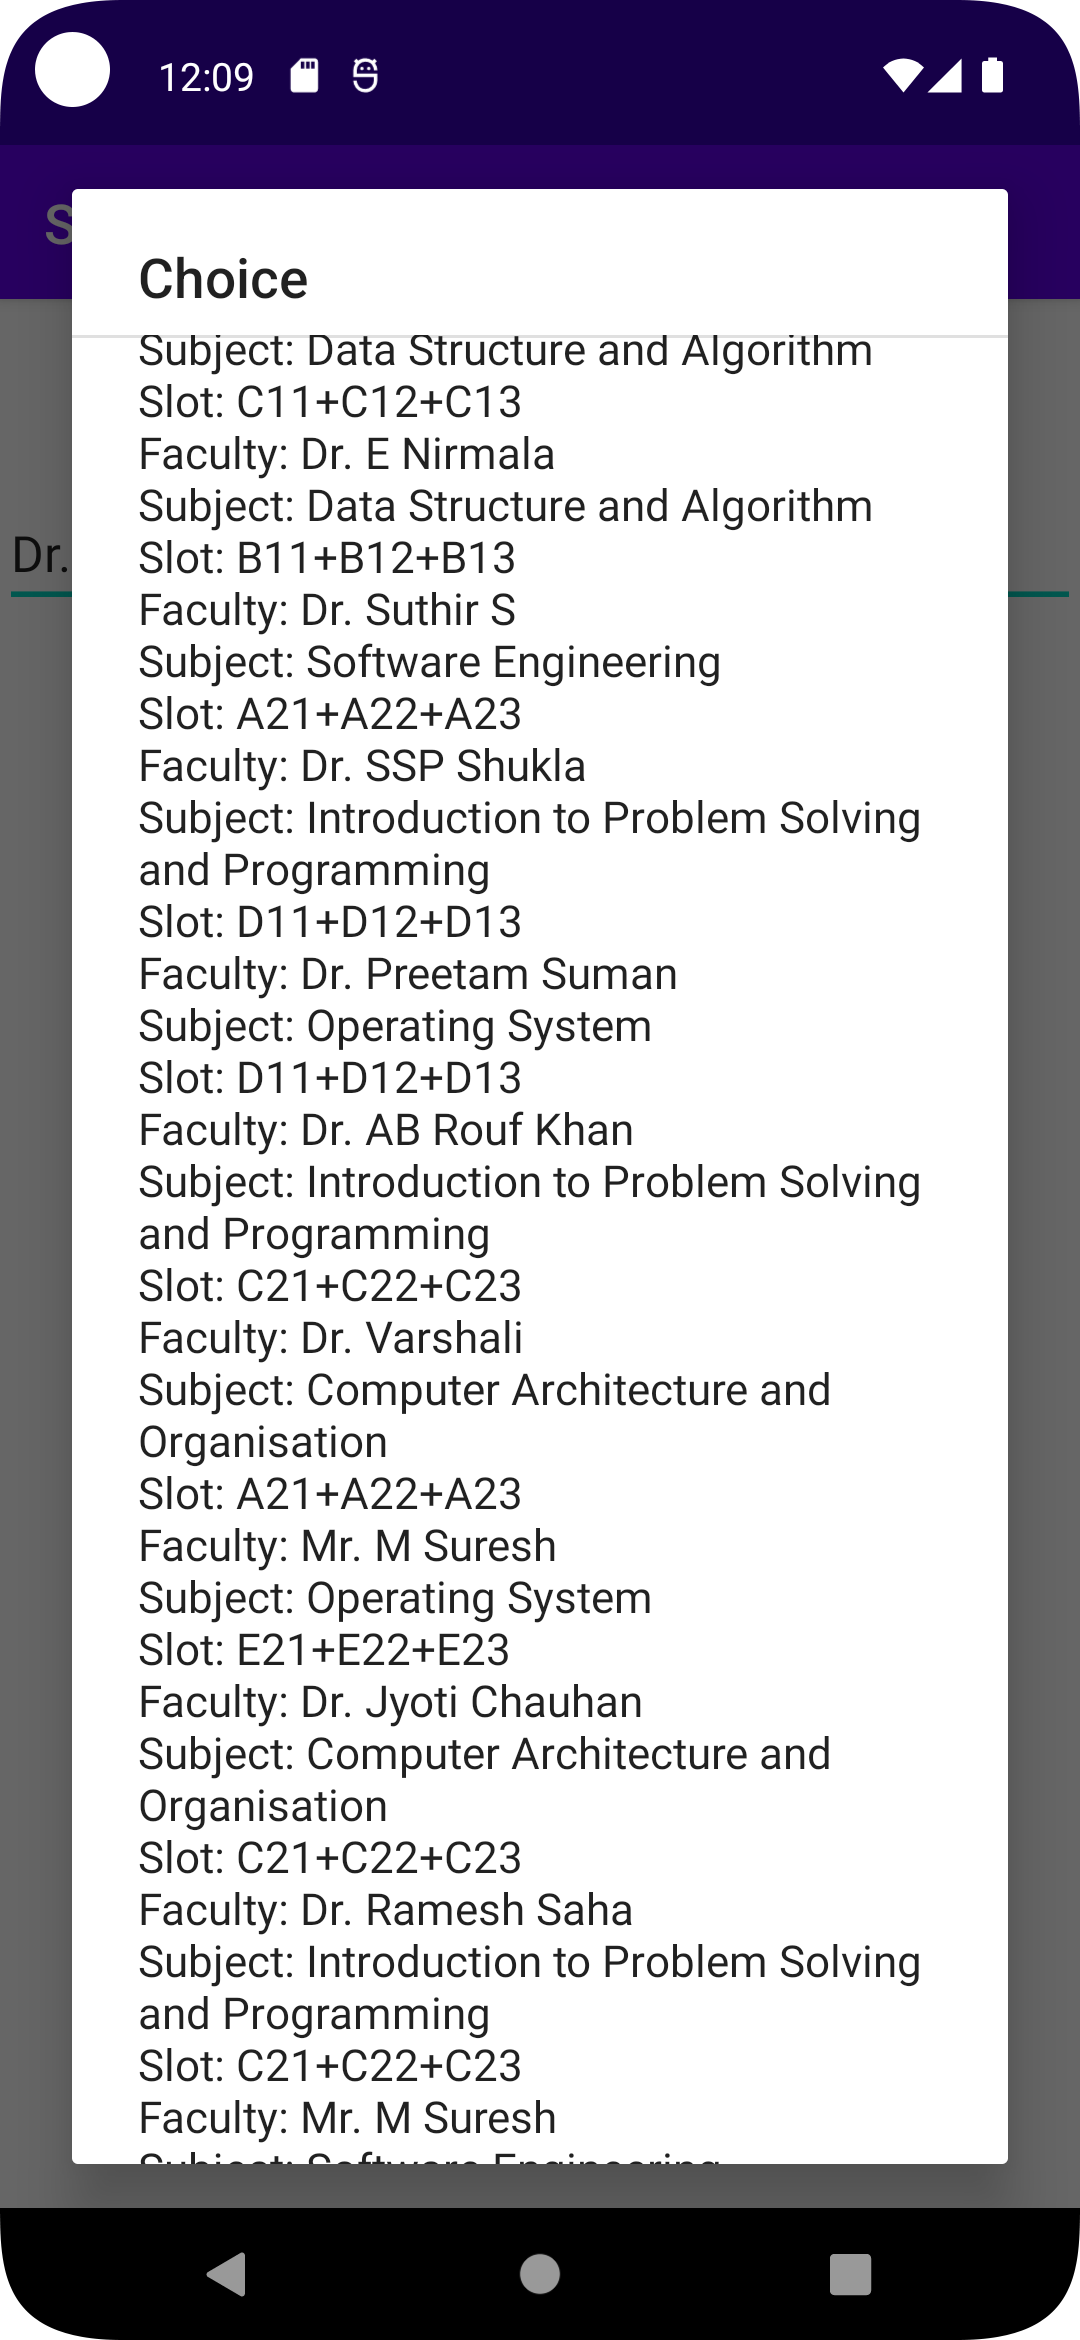 12:09
S
Choice
Dr.
Subject: Data Structure and Algorithm
Slot: C11+C12+C13
Faculty: Dr. E Nirmala
Subject: Data Structure and Algorithm
Slot: B11+B12+B13
Faculty: Dr. Suthir S
Subject: Software Engineering
Slot: A21+A22+A23
Faculty: Dr. SSP Shukla
Subject: Introduction to Problem Solving
and Programming
Slot: D11+D12+D13
Faculty: Dr. Preetam Suman
Subject: Operating System
Slot: D11+D12+D13
Faculty: Dr. AB Rouf Khan
Subject: Introduction to Problem Solving
and Programming
Slot: C21+C22+C23
Faculty: Dr. Varshali
Subject: Computer Architecture and
Organisation
Slot: A21+A22+A23
Faculty: Mr. M Suresh
Subject: Operating System
Slot: E21+E22+E23
Faculty: Dr. Jyoti Chauhan
Subject: Computer Architecture and
Organisation
Slot: C21+C22+C23
Faculty: Dr. Ramesh Saha
Subject: Introduction to Problem Solving
and Programming
Slot: C21+C22+C23
Faculty: Mr. M Suresh
Subject: Software Engineering